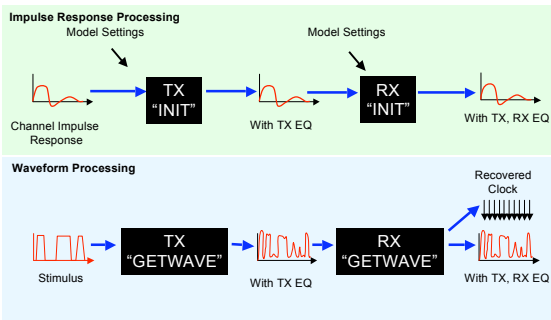 Impulse Response Processing
Model Settings
Model Settings
TX
"INIT"
RX
"INIT"
Channel Impulse
Response
With TX EQ
With TX, RX EQ
Waveform Processing
Recovered
Clock
TX
"GETWAVE"
RX
"GETWAVE"
Stimulus
With TX EQ
With TX, RX EQ